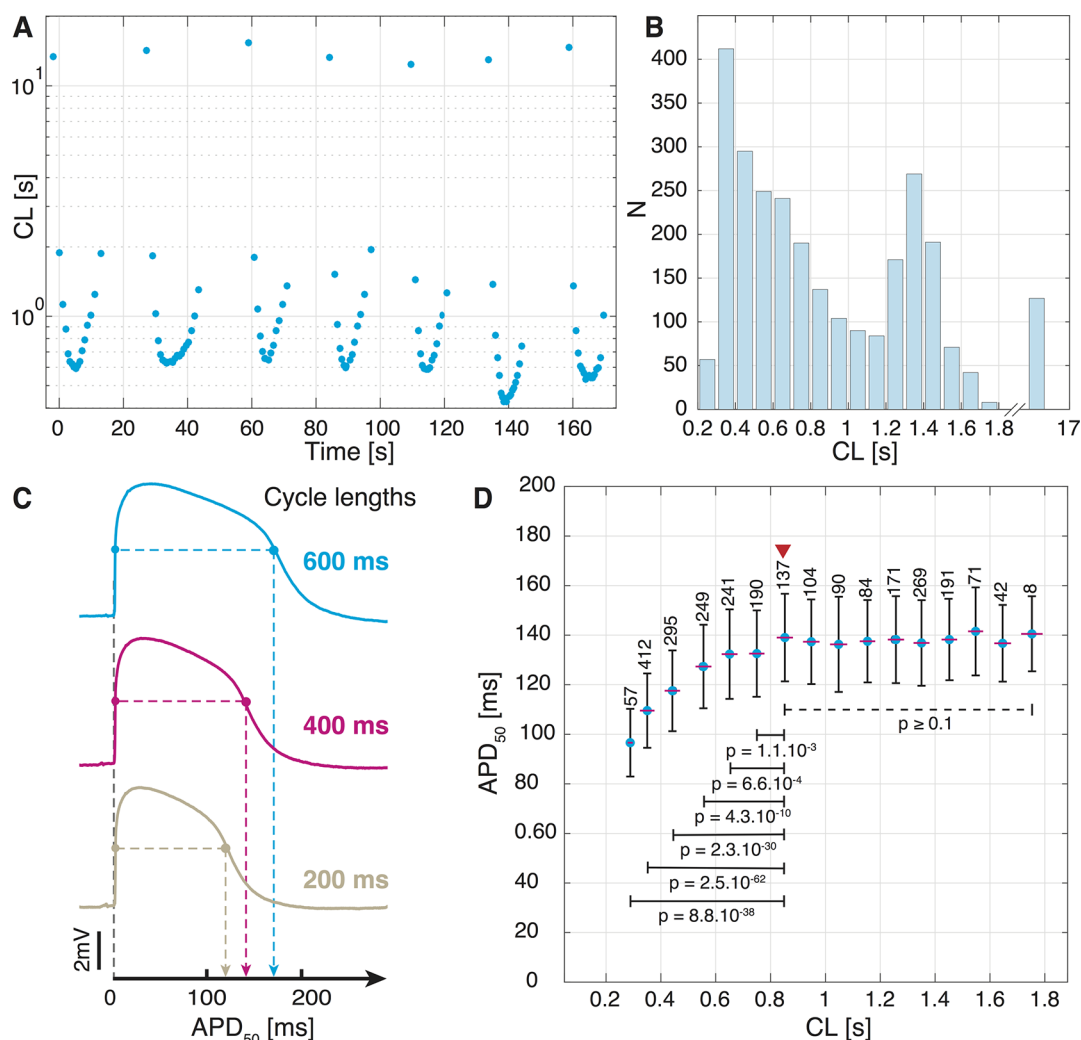 A
CL [s]
10¹
10⁰
0 20 40 60 80 100 120 140 160
Time [s]
B
N
400
350
300
250
200
150
100
50
0
0.2 0.4 0.6 0.8 1.0 1.2 1.4 1.6 1.8 17
CL [s]
C
Cycle lengths
600 ms
400 ms
200 ms
2mV
0 100 200
APD₅₀ [ms]
D
APD₅₀ [ms]
200
180
160
140
120
100
80
0.60
40
20
0
57 412 295 249 241 190 137 104 90 84 171 269 191 71 42 8
p ≥ 0.1
p = 1.1.10⁻³
p = 6.6.10⁻⁴
p = 4.3.10⁻¹⁰
p = 2.3.10⁻³⁰
p = 2.5.10⁻⁶²
p = 8.8.10⁻³⁸
0.2 0.4 0.6 0.8 1 1.2 1.4 1.6 1.8
CL [s]